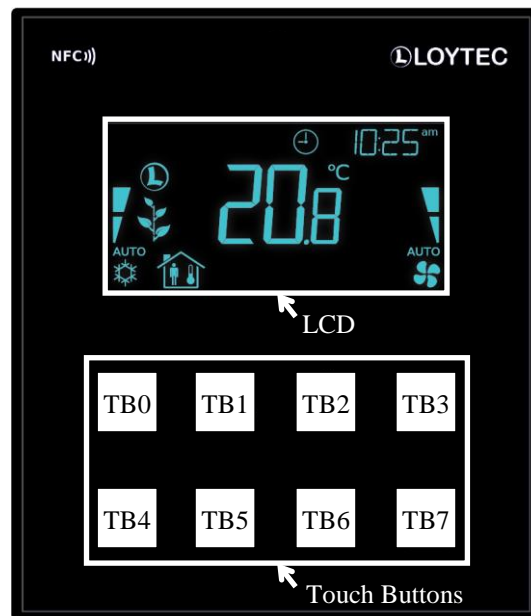 NFC
LOYTEC
10:25 am
20.8 °C
AUTO
AUTO
LCD
TB0 TB1 TB2 TB3
TB4 TB5 TB6 TB7
Touch Buttons